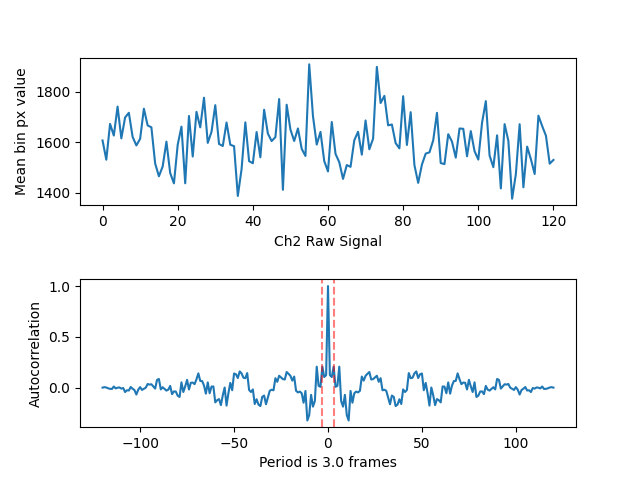 Mean bin px value
1800
1600
1400
0 20 40 60 80 100 120
Ch2 Raw Signal
Autocorrelation
1.0
0.5
0.0
−100 −50 0 50 100
Period is 3.0 frames